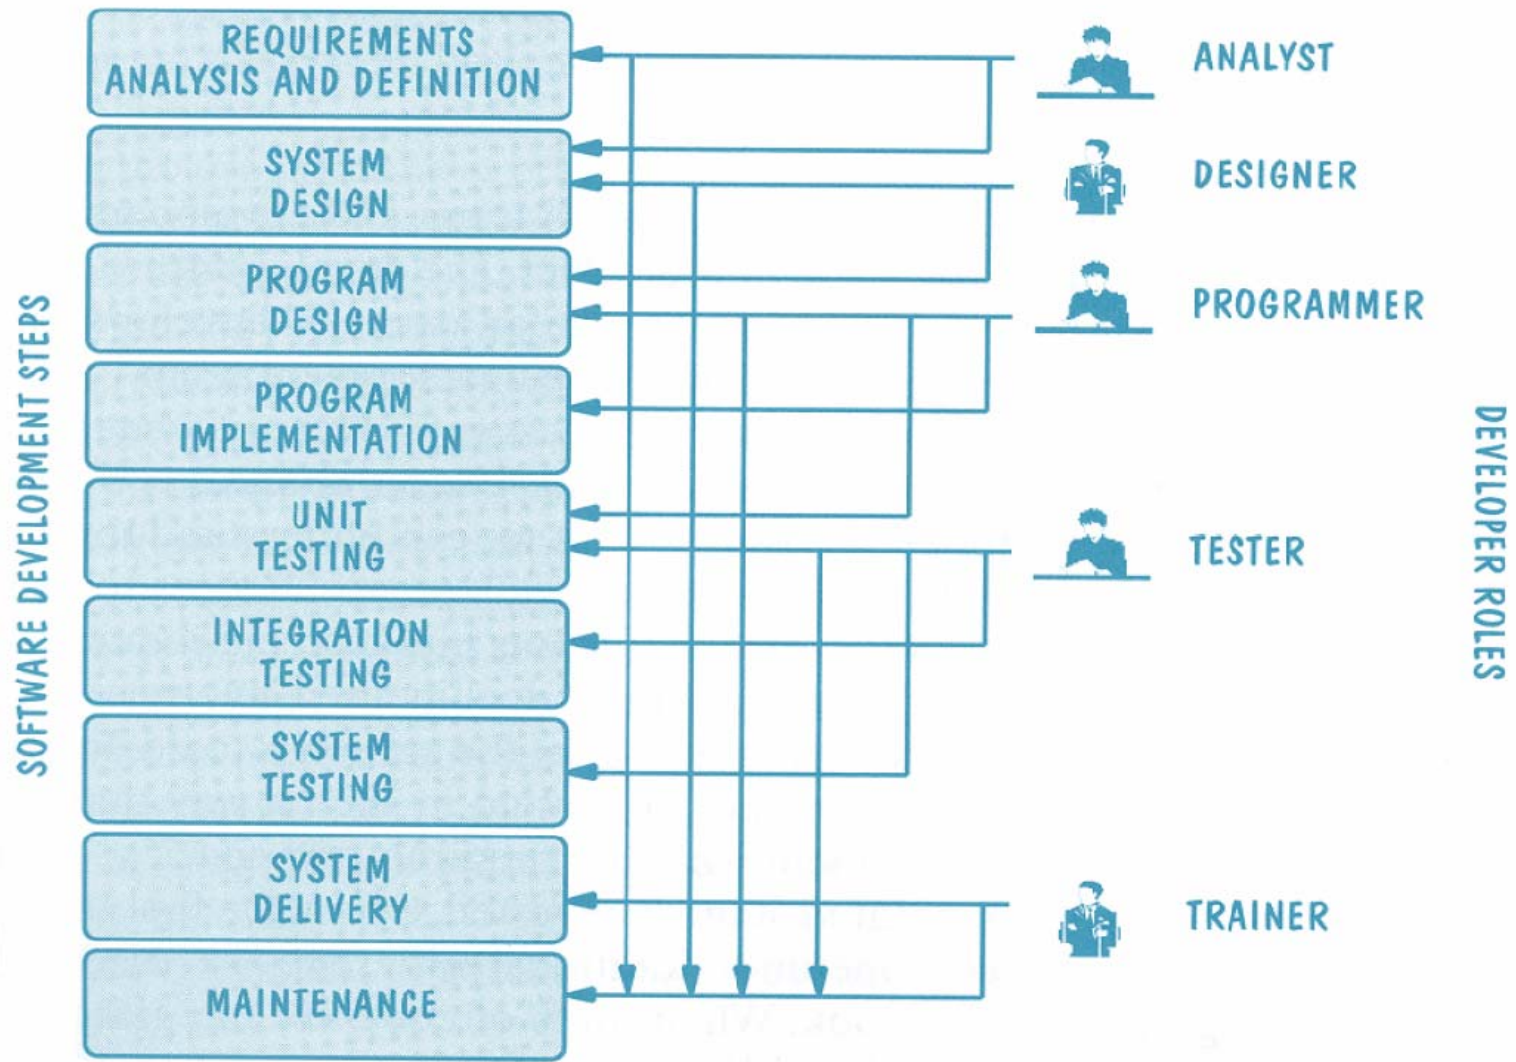 SOFTWARE DEVELOPMENT STEPS
REQUIREMENTS
ANALYSIS AND DEFINITION
SYSTEM
DESIGN
PROGRAM
DESIGN
PROGRAM
IMPLEMENTATION
UNIT
TESTING
INTEGRATION
TESTING
SYSTEM
TESTING
SYSTEM
DELIVERY
MAINTENANCE
ANALYST
DESIGNER
PROGRAMMER
TESTER
TRAINER
DEVELOPER ROLES